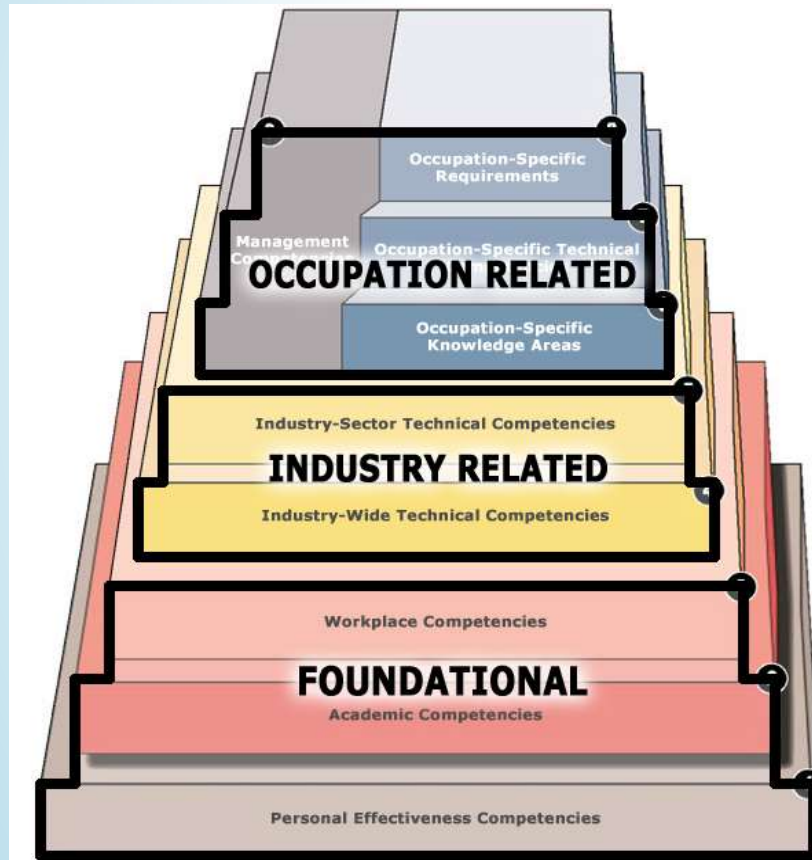 Occupation-Specific
Requirements
Management
Occupation-Specific Technical
OCCUPATION RELATED
Occupation-Specific
Knowledge Areas
Industry-Sector Technical Competencies
INDUSTRY RELATED
Industry-Wide Technical Competencies
Workplace Competencies
FOUNDATIONAL
Academic Competencies
Personal Effectiveness Competencies